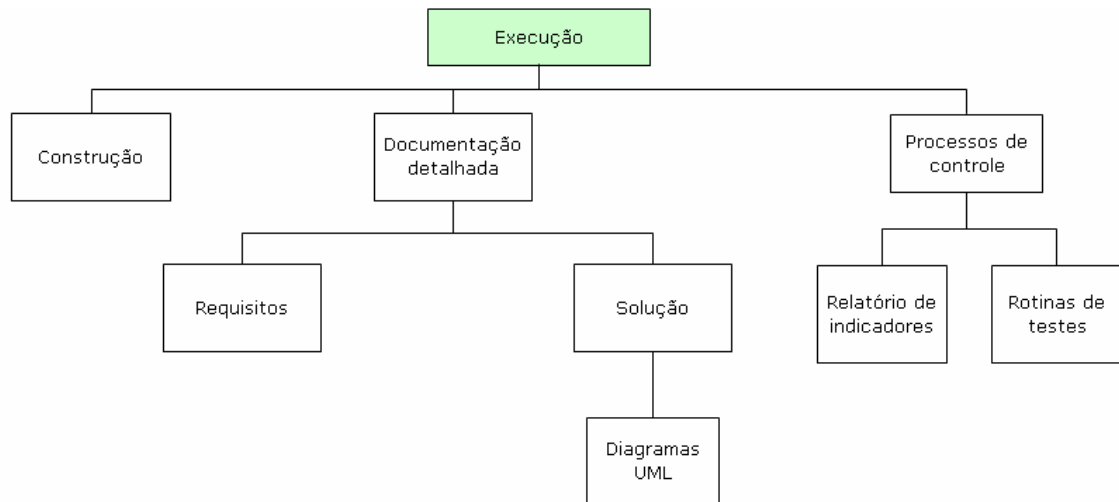 Execução
Construção
Documentação
detalhada
Processos de
controle
Requisitos
Solução
Relatório de
indicadores
Rotinas de
testes
Diagramas
UML